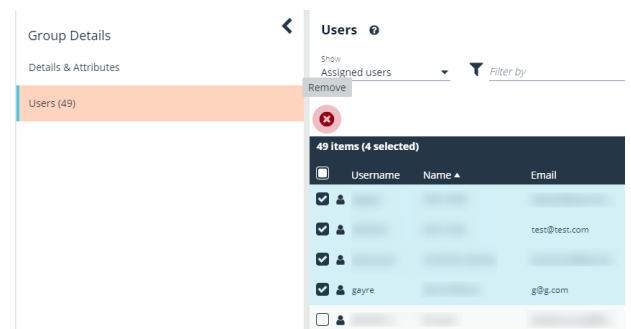 Group Details
Details & Attributes
Users (49)
Users
Show
Assigned users
Filter by
Remove
49 items (4 selected)
Username Name Email
test@test.com
gayre g@g.com